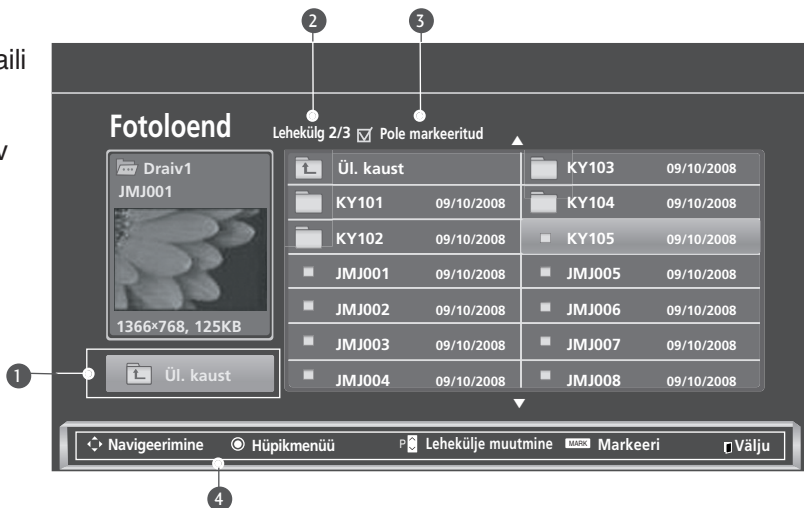 2 3
aili
v
Fotoloend
Lehekülg 2/3 Pole markeeritud
Draiv1
JMJ001
1366×768, 125KB
1 Ül. kaust
Ül. kaust
KY101 09/10/2008
KY102 09/10/2008
JMJ001 09/10/2008
JMJ002 09/10/2008
JMJ003 09/10/2008
JMJ004 09/10/2008
KY103 09/10/2008
KY104 09/10/2008
KY105 09/10/2008
JMJ005 09/10/2008
JMJ006 09/10/2008
JMJ007 09/10/2008
JMJ008 09/10/2008
Navigeerimine Hüpikmenüü P Lehekülje muutmine MARK Markeeri Välju
4